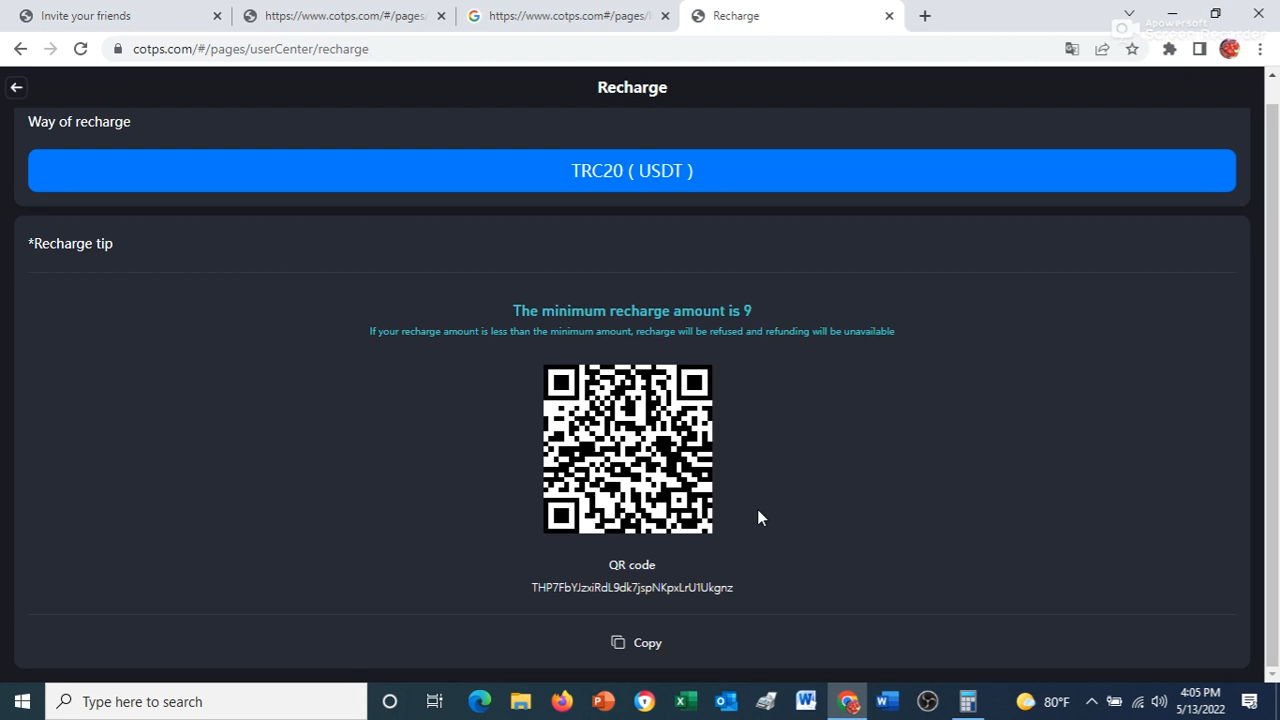 Invite your friends
https://www.cotps.com/#/pages/
https://www.cotps.com#/pages/
Recharge
Apowersoft
Screen Recorder
cotps.com/#/pages/userCenter/recharge
Recharge
Way of recharge
TRC20 ( USDT )
*Recharge tip
The minimum recharge amount is 9
If your recharge amount is less than the minimum amount, recharge will be refused and refunding will be unavailable
QR code
THP7FbYJzxiRdL9dk7jspNKpxLrU1Ukgnz
Copy
Type here to search
80°F
4:05 PM
5/13/2022